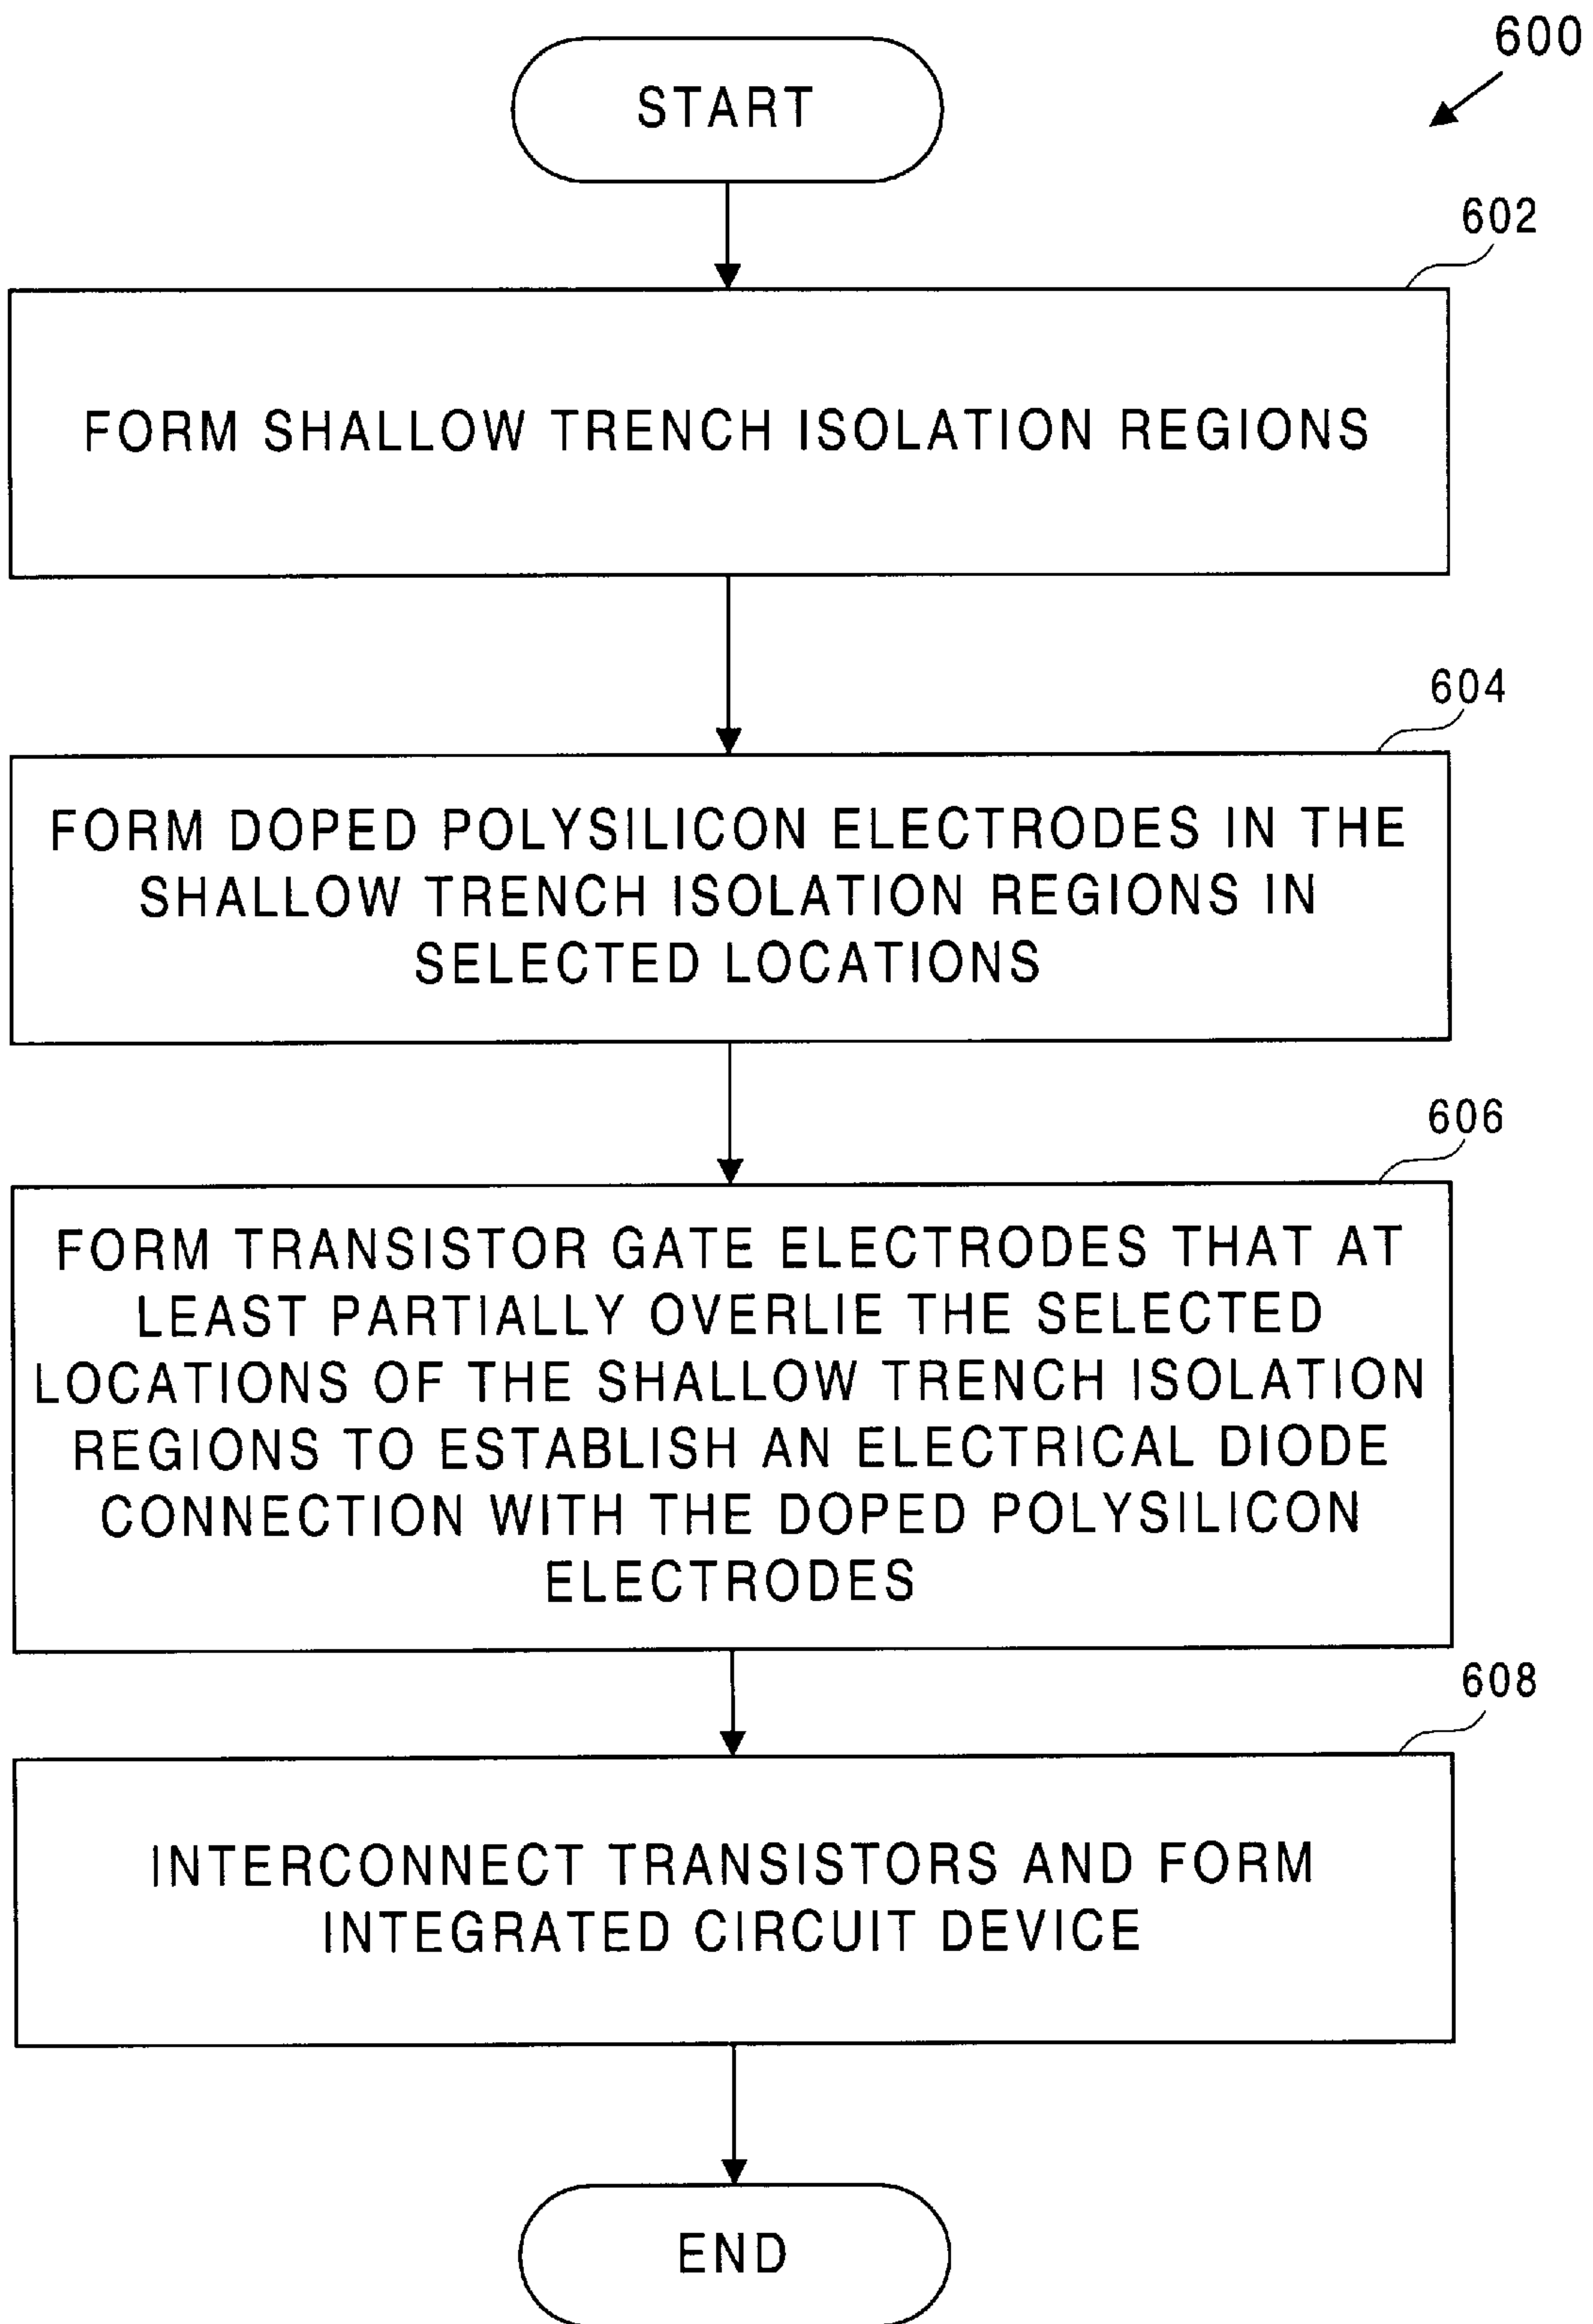 600
START
602
FORM SHALLOW TRENCH ISOLATION REGIONS
604
FORM DOPED POLYSILICON ELECTRODES IN THE
SHALLOW TRENCH ISOLATION REGIONS IN
SELECTED LOCATIONS
606
FORM TRANSISTOR GATE ELECTRODES THAT AT
LEAST PARTIALLY OVERLIE THE SELECTED
LOCATIONS OF THE SHALLOW TRENCH ISOLATION
REGIONS TO ESTABLISH AN ELECTRICAL DIODE
CONNECTION WITH THE DOPED POLYSILICON
ELECTRODES
608
INTERCONNECT TRANSISTORS AND FORM
INTEGRATED CIRCUIT DEVICE
END